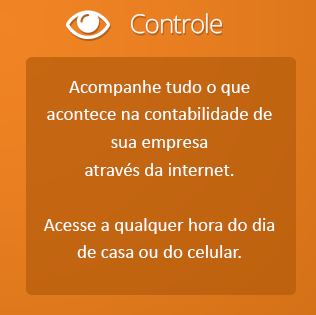 Controle
Acompanhe tudo o que
acontece na contabilidade de
sua empresa
através da internet.
Acesse a qualquer hora do dia
de casa ou do celular.